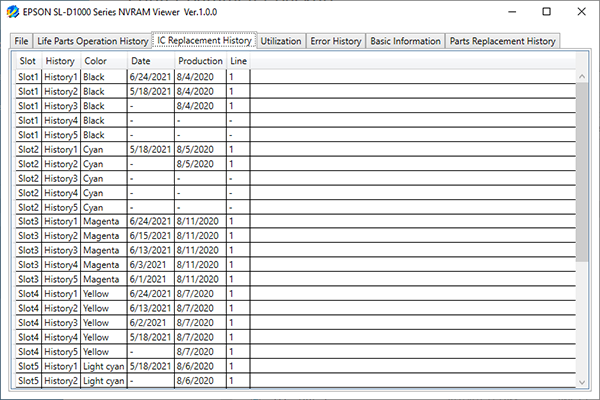 EPSON SL-D1000 Series NVRAM Viewer Ver.1.0.0
File Life Parts Operation History IC Replacement History Utilization Error History Basic Information Parts Replacement History
Slot History Color Date Production Line
Slot1 History1 Black 6/24/2021 8/4/2020 1
Slot1 History2 Black 5/18/2021 8/4/2020 1
Slot1 History3 Black - 8/4/2020 1
Slot1 History4 Black - - -
Slot1 History5 Black - - -
Slot2 History1 Cyan 5/18/2021 8/5/2020 1
Slot2 History2 Cyan - 8/5/2020 1
Slot2 History3 Cyan - - -
Slot2 History4 Cyan - - -
Slot2 History5 Cyan - - -
Slot3 History1 Magenta 6/24/2021 8/11/2020 1
Slot3 History2 Magenta 6/15/2021 8/11/2020 1
Slot3 History3 Magenta 6/13/2021 8/11/2020 1
Slot3 History4 Magenta 6/3/2021 8/11/2020 1
Slot3 History5 Magenta 6/1/2021 8/11/2020 1
Slot4 History1 Yellow 6/24/2021 8/7/2020 1
Slot4 History2 Yellow 6/13/2021 8/7/2020 1
Slot4 History3 Yellow 6/2/2021 8/7/2020 1
Slot4 History4 Yellow 5/18/2021 8/7/2020 1
Slot4 History5 Yellow - 8/7/2020 1
Slot5 History1 Light cyan 5/18/2021 8/6/2020 1
Slot5 History2 Light cyan - 8/6/2020 1